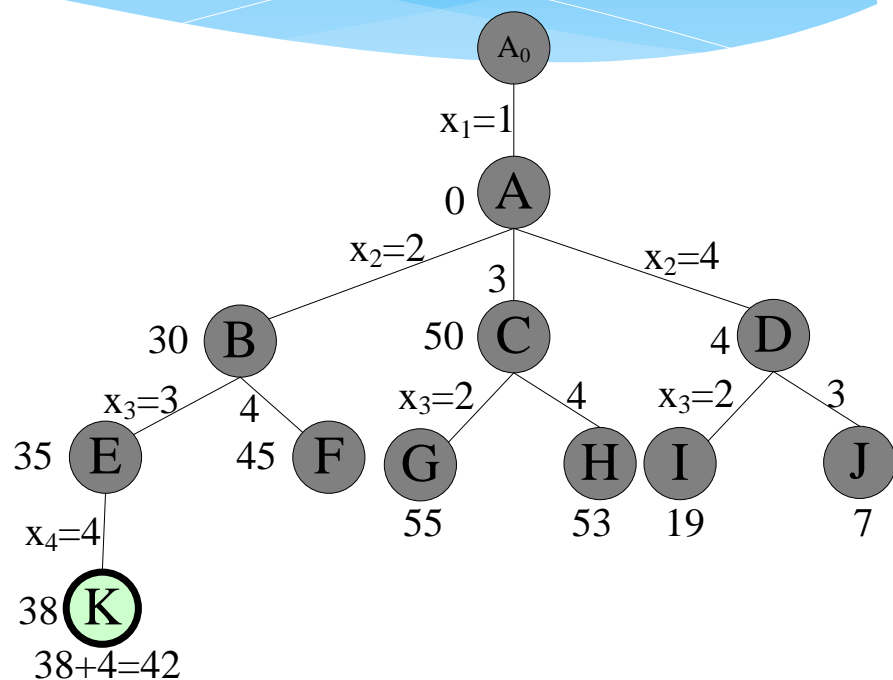 A₀
x₁=1
0 A
x₂=2
3
x₂=4
30 B
50 C
4 D
x₃=3
4
x₃=2
4
x₃=2
3
35 E
45 F
G
H
I
J
55
53
19
7
x₄=4
38 K
38+4=42